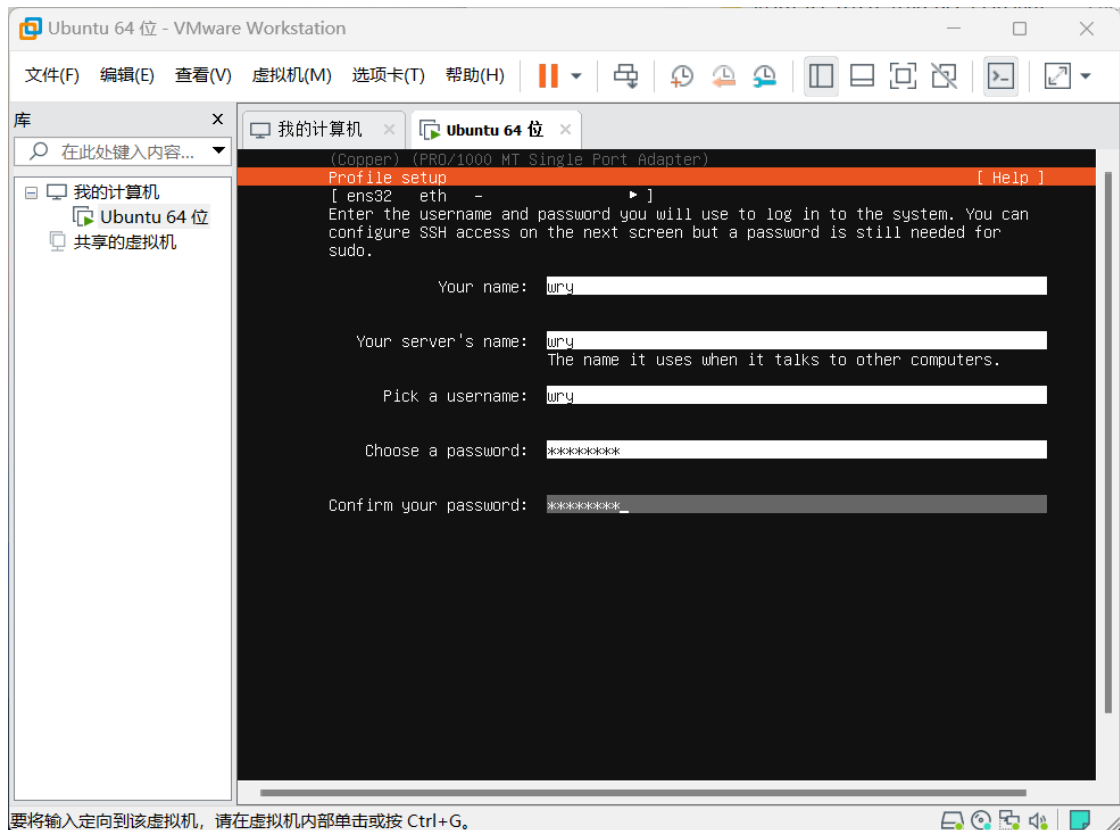 Ubuntu 64 位 - VMware Workstation
文件(F) 编辑(E) 查看(V) 虚拟机(M) 选项卡(T) 帮助(H)
库
在此处键入内容...
我的计算机
Ubuntu 64 位
共享的虚拟机
我的计算机
Ubuntu 64 位
(Copper) (PRO/1000 MT Single Port Adapter)
Profile setup [ Help ]
[ ens32 eth - ▸ ]
Enter the username and password you will use to log in to the system. You can
configure SSH access on the next screen but a password is still needed for
sudo.
Your name: wry
Your server's name: wry
The name it uses when it talks to other computers.
Pick a username: wry
Choose a password: *********
Confirm your password: *********_
要将输入定向到该虚拟机，请在虚拟机内部单击或按 Ctrl+G。